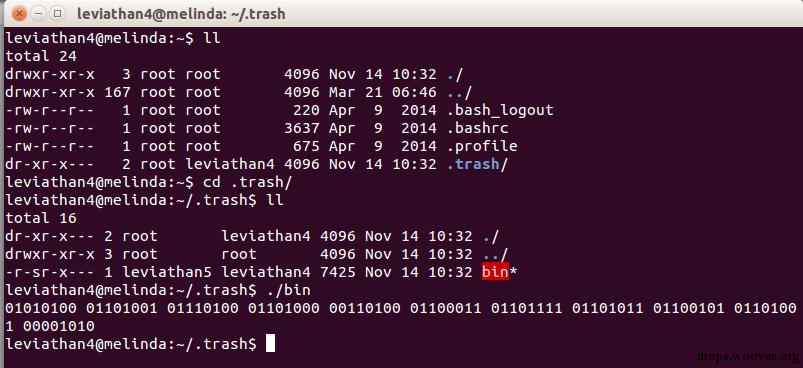 leviathan4@melinda: ~/.trash
leviathan4@melinda:~$ ll
total 24
drwxr-xr-x   3 root root       4096 Nov 14 10:32 ./
drwxr-xr-x 167 root root       4096 Mar 21 06:46 ../
-rw-r--r--   1 root root        220 Apr  9  2014 .bash_logout
-rw-r--r--   1 root root       3637 Apr  9  2014 .bashrc
-rw-r--r--   1 root root        675 Apr  9  2014 .profile
dr-xr-x---   2 root leviathan4 4096 Nov 14 10:32 .trash/
leviathan4@melinda:~$ cd .trash/
leviathan4@melinda:~/.trash$ ll
total 16
dr-xr-x--- 2 root       leviathan4 4096 Nov 14 10:32 ./
drwxr-xr-x 3 root       root       4096 Nov 14 10:32 ../
-r-sr-x--- 1 leviathan5 leviathan4 7425 Nov 14 10:32 bin*
leviathan4@melinda:~/.trash$ ./bin
01010100 01101001 01110100 01101000 00110100 01100011 01101111 01101011 01100101 0110100
1 00001010
leviathan4@melinda:~/.trash$
drops.wooyun.org